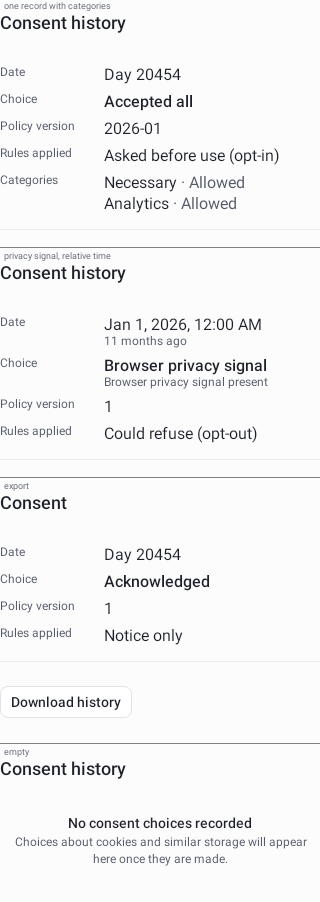 one record with categories
Consent history
Date
Day 20454
Choice
Accepted all
Policy version
2026-01
Rules applied
Asked before use (opt-in)
Categories
Necessary · Allowed
Analytics · Allowed
privacy signal, relative time
Consent history
Date
Jan 1, 2026, 12:00 AM
11 months ago
Choice
Browser privacy signal
Browser privacy signal present
Policy version
1
Rules applied
Could refuse (opt-out)
export
Consent
Date
Day 20454
Choice
Acknowledged
Policy version
1
Rules applied
Notice only
Download history
empty
Consent history
No consent choices recorded
Choices about cookies and similar storage will appear
here once they are made.